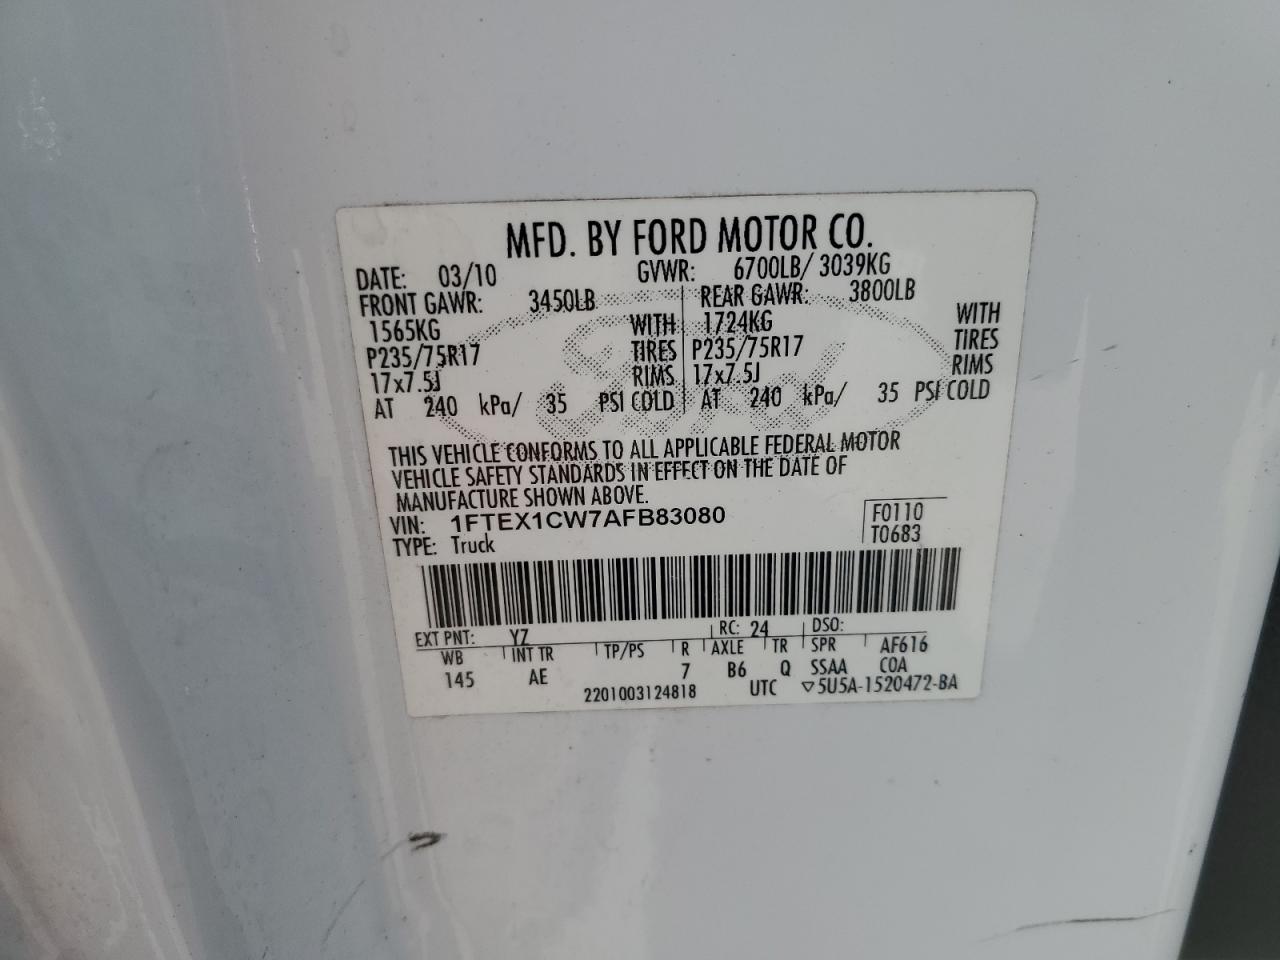 MFD. BY FORD MOTOR CO.
DATE: 03/10 GVWR: 6700LB/ 3039KG
FRONT GAWR: 3450LB REAR GAWR: 3800LB
1565KG WITH 1724KG WITH
P235/75R17 TIRES P235/75R17 TIRES
17x7.5J RIMS 17x7.5J RIMS
AT 240 kPa/ 35 PSI COLD AT 240 kPa/ 35 PSI COLD
THIS VEHICLE CONFORMS TO ALL APPLICABLE FEDERAL MOTOR
VEHICLE SAFETY STANDARDS IN EFFECT ON THE DATE OF
MANUFACTURE SHOWN ABOVE.
VIN: 1FTEX1CW7AFB83080 F0110
TYPE: Truck T0683
EXT PNT: YZ RC: 24 DSO:
WB INT TR TP/PS R AXLE TR SPR AF616
145 AE 7 B6 Q SSAA COA
2201003124818 UTC ▽5U5A-1520472-BA